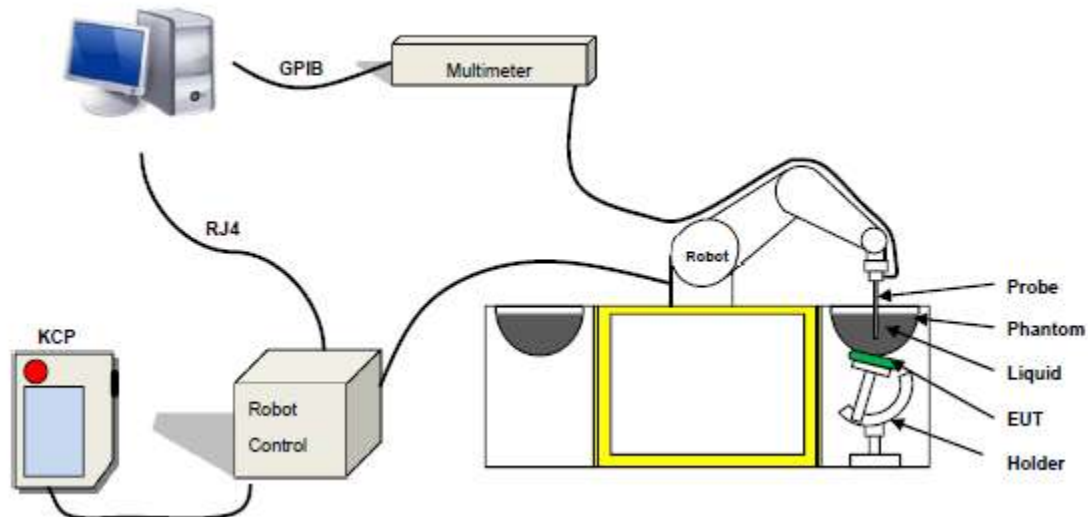 GPIB
Multimeter
RJ4
Robot
KCP
Robot
Control
Probe
Phantom
Liquid
EUT
Holder